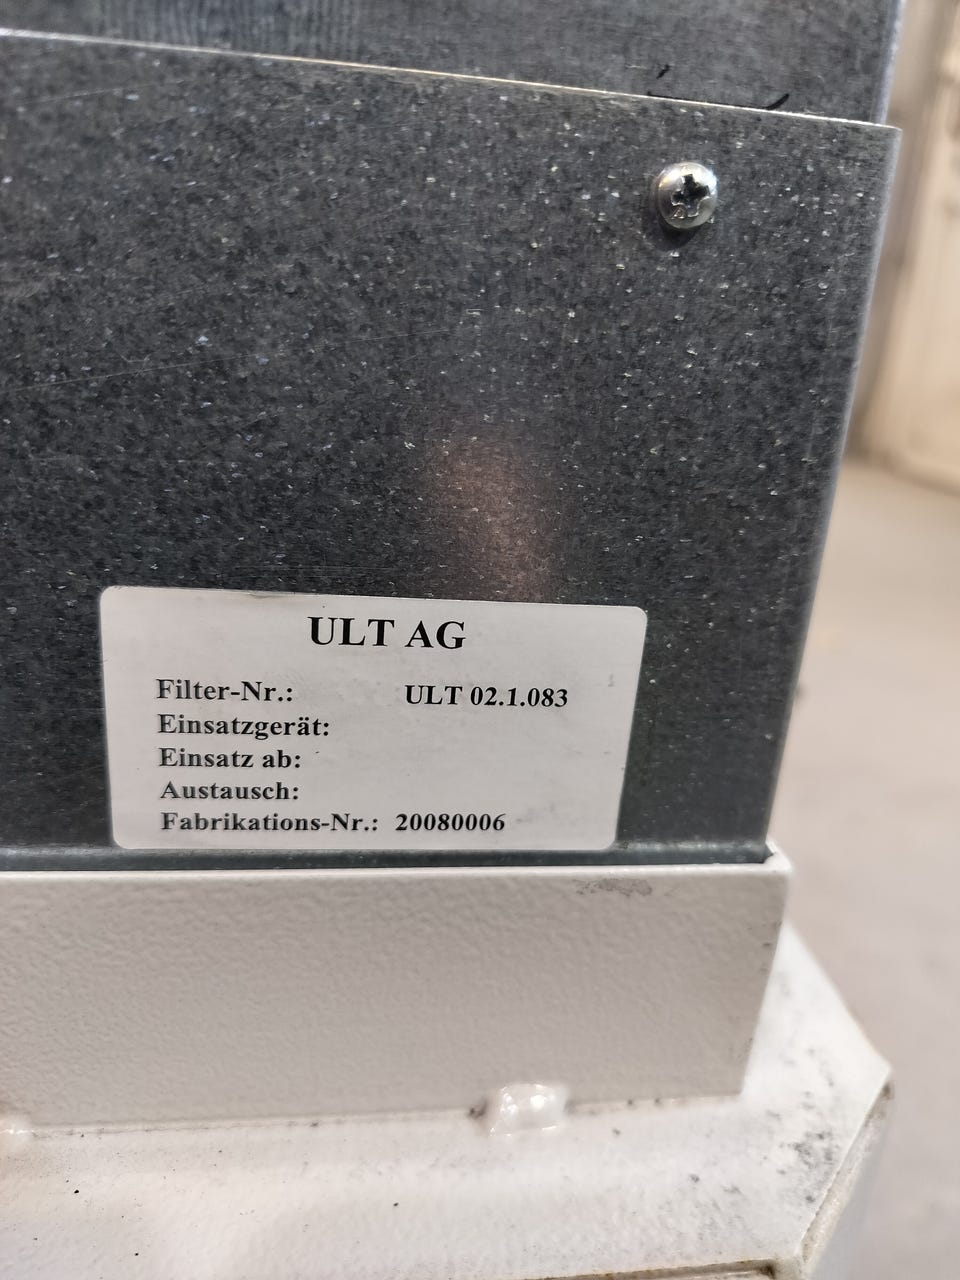 ULT AG
Filter-Nr.: ULT 02.1.083
Einsatzgerät:
Einsatz ab:
Austausch:
Fabrikations-Nr.: 20080006